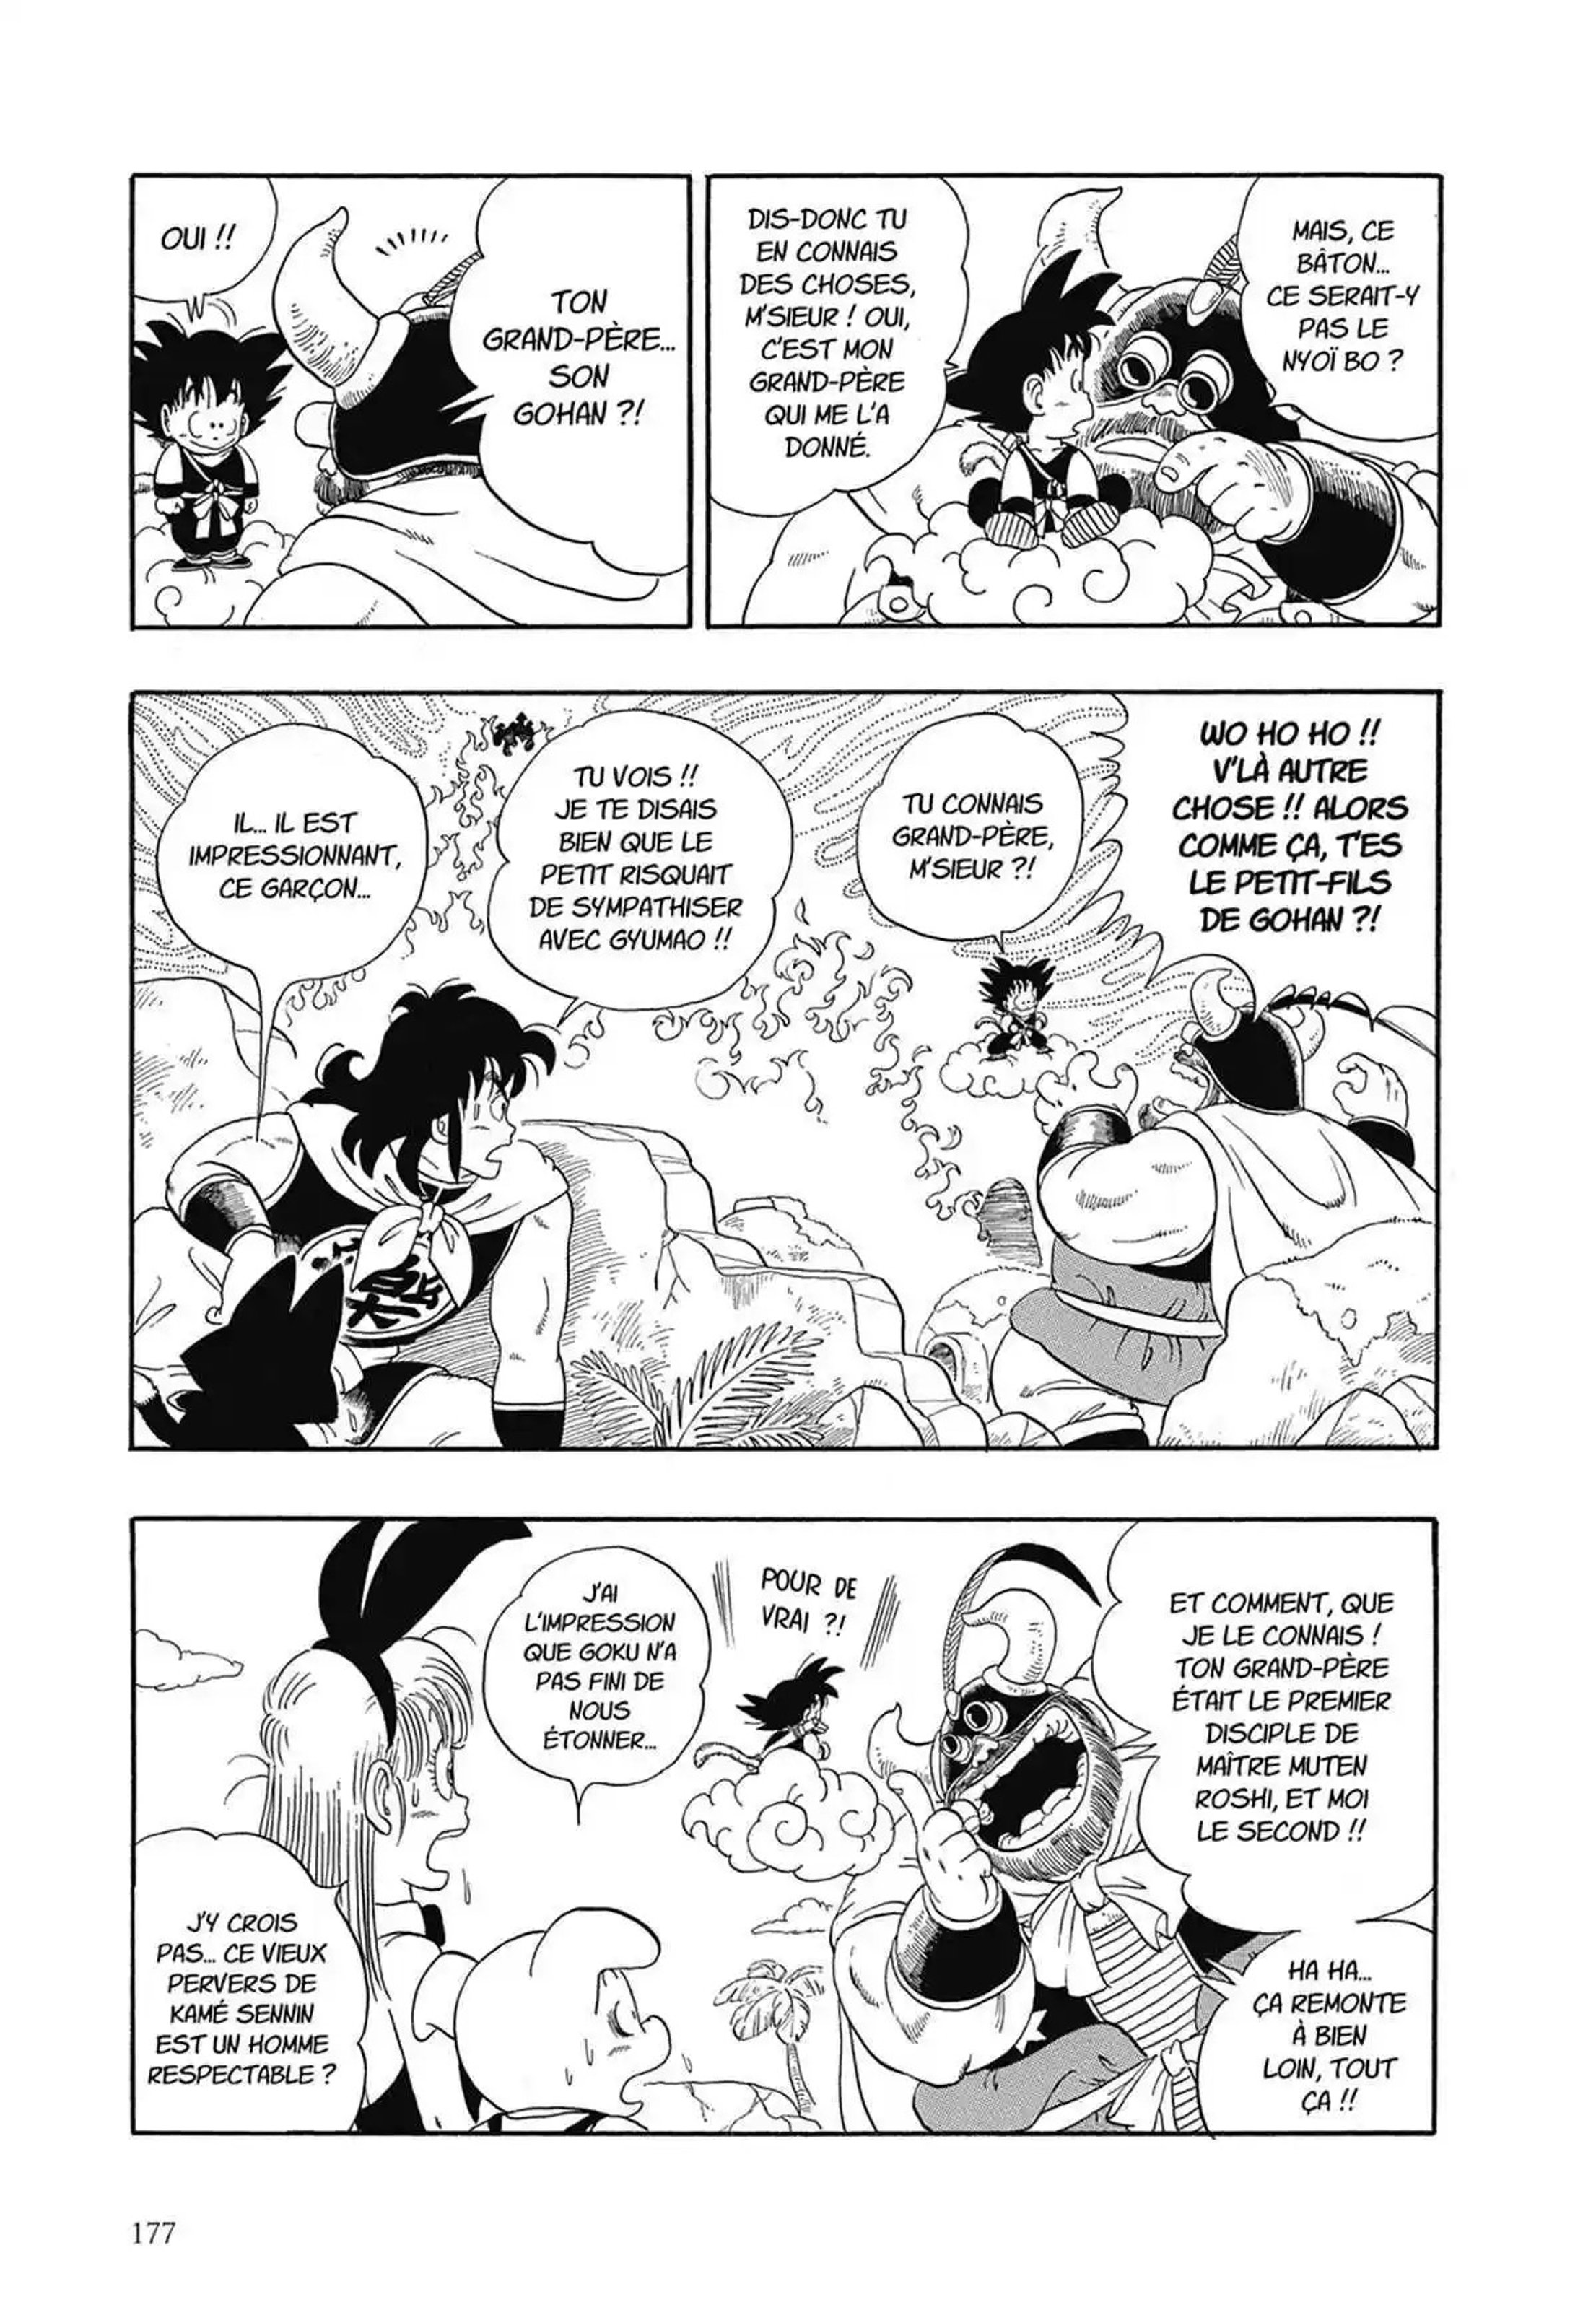 MAIS, CE
BÂTON...
CE SERAIT-Y
PAS LE
NYOÏ BO ?
DIS-DONC TU
EN CONNAIS
DES CHOSES,
M'SIEUR ! OUI,
C'EST MON
GRAND-PÈRE
QUI ME L'A
DONNÉ.
TON
GRAND-PÈRE...
SON
GOHAN ?!
OUI !!
WO HO HO !!
V'LÀ AUTRE
CHOSE !! ALORS
COMME ÇA, T'ES
LE PETIT-FILS
DE GOHAN ?!
TU CONNAIS
GRAND-PÈRE,
M'SIEUR ?!
TU VOIS !!
JE TE DISAIS
BIEN QUE LE
PETIT RISQUAIT
DE SYMPATHISER
AVEC GYUMAO !!
IL... IL EST
IMPRESSIONNANT,
CE GARÇON...
ET COMMENT, QUE
JE LE CONNAIS !
TON GRAND-PÈRE
ÉTAIT LE PREMIER
DISCIPLE DE
MAÎTRE MUTEN
ROSHI, ET MOI
LE SECOND !!
HA HA...
ÇA REMONTE
À BIEN
LOIN, TOUT
ÇA !!
POUR DE
VRAI ?!
J'AI
L'IMPRESSION
QUE GOKU N'A
PAS FINI DE
NOUS
ÉTONNER...
J'Y CROIS
PAS... CE VIEUX
PERVERS DE
KAMÉ SENNIN
EST UN HOMME
RESPECTABLE ?
177